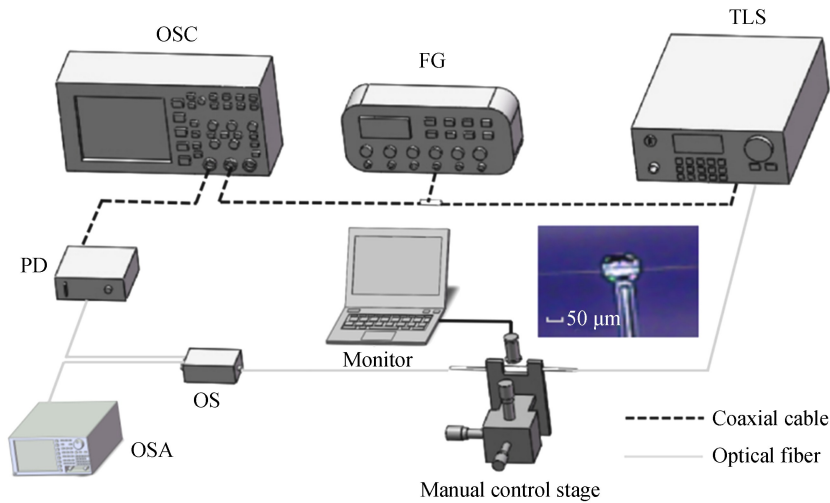 TLS
OSC
FG
PD
50 μm
Monitor
OS
OSA
Coaxial cable
Optical fiber
Manual control stage